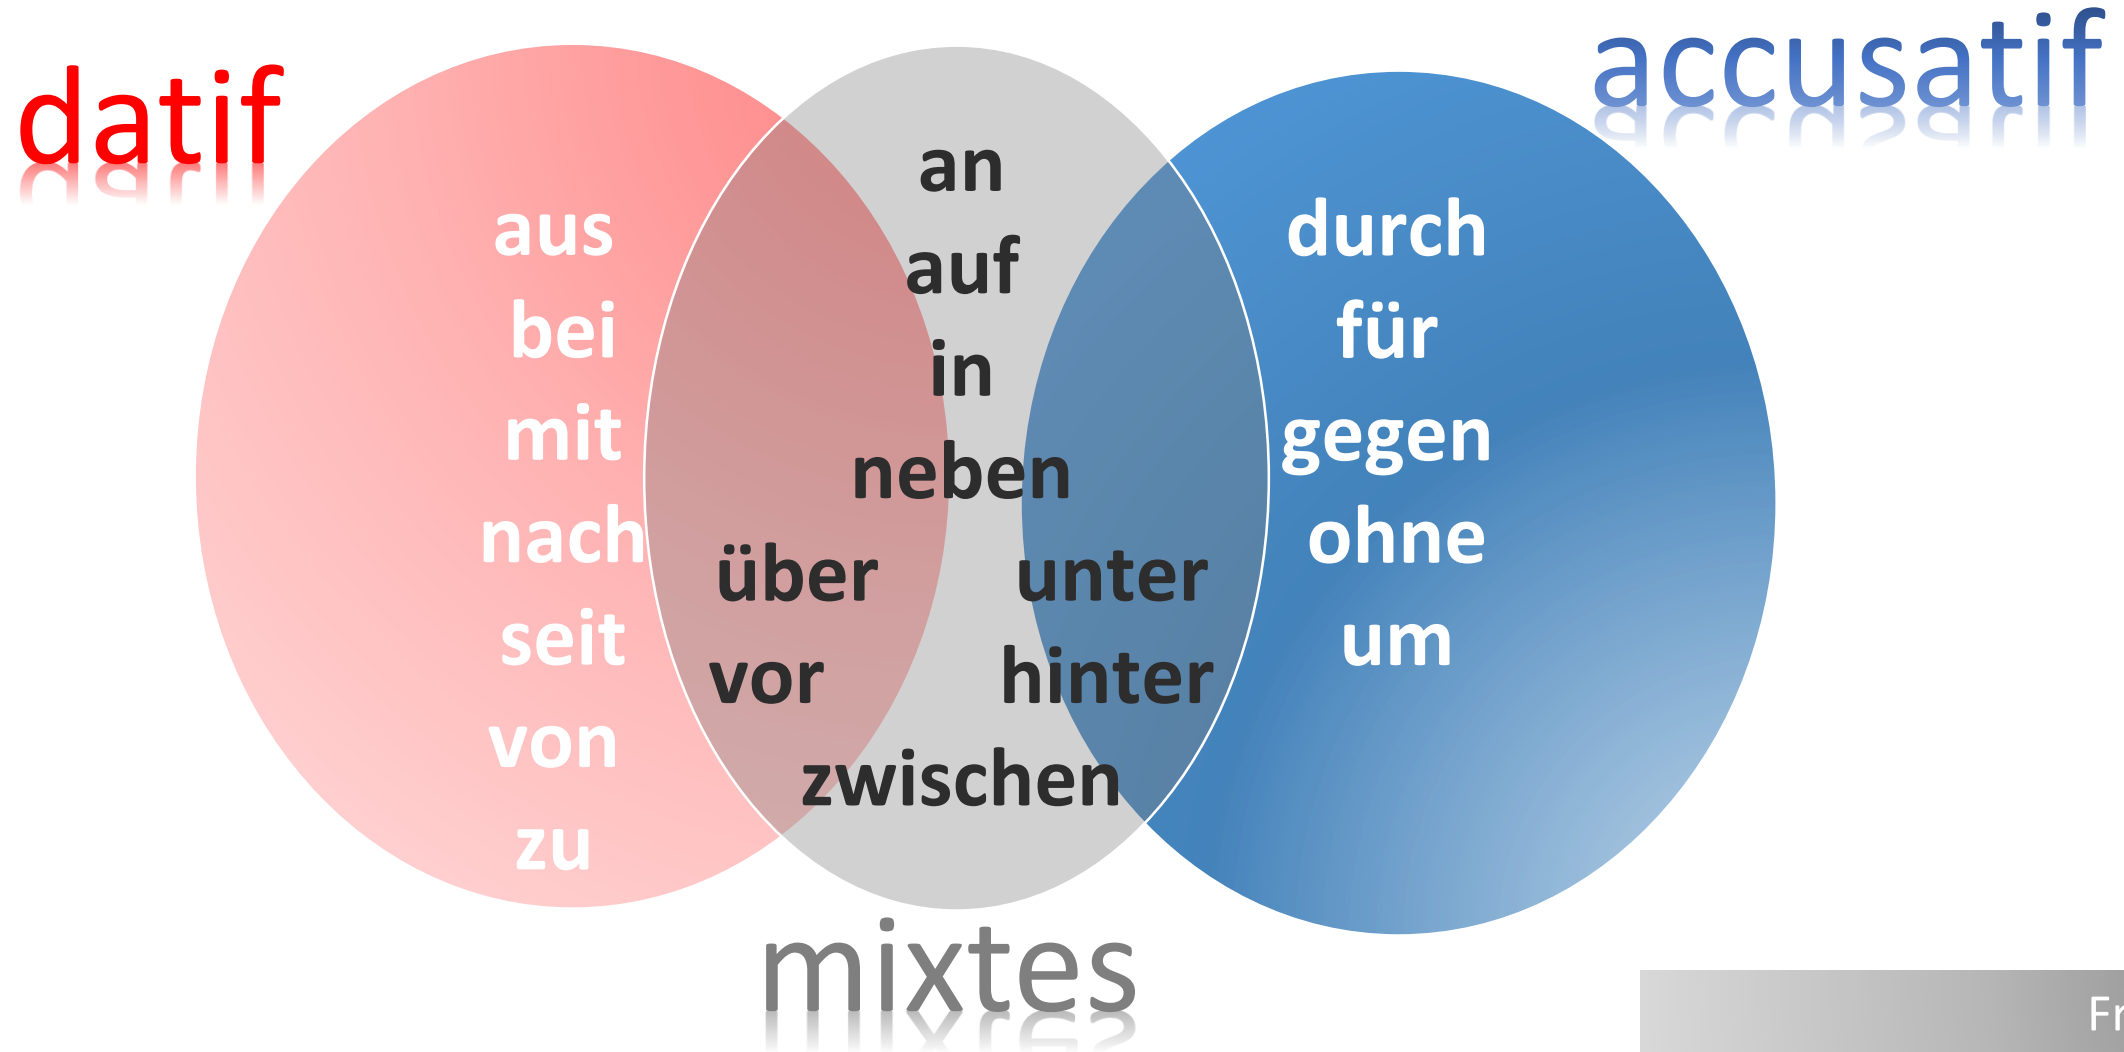 datif
accusatif
aus
bei
mit
nach
seit
von
zu
an
auf
in
neben
über unter
vor hinter
zwischen
durch
für
gegen
ohne
um
mixtes